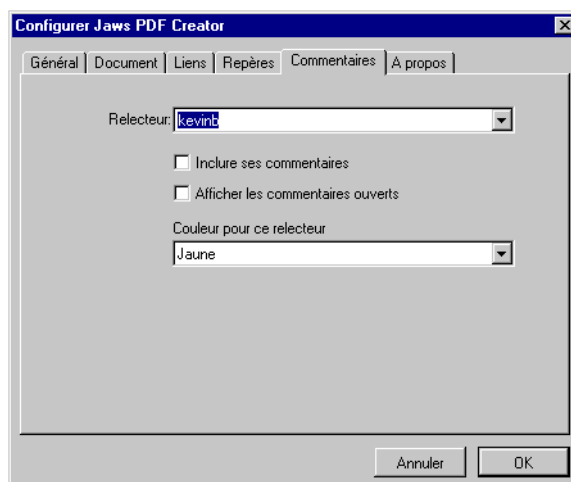 Configurer Jaws PDF Creator
Général Document Liens Repères Commentaires A propos
Relecteur: kevinb
Inclure ses commentaires
Afficher les commentaires ouverts
Couleur pour ce relecteur
Jaune
Annuler OK